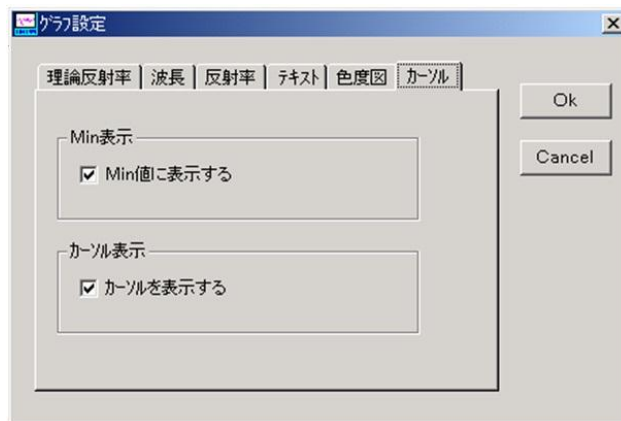 グラフ設定
理論反射率 波長 反射率 テキスト 色度図 カーソル
Ok
Min表示
Cancel
Min値に表示する
カーソル表示
カーソルを表示する